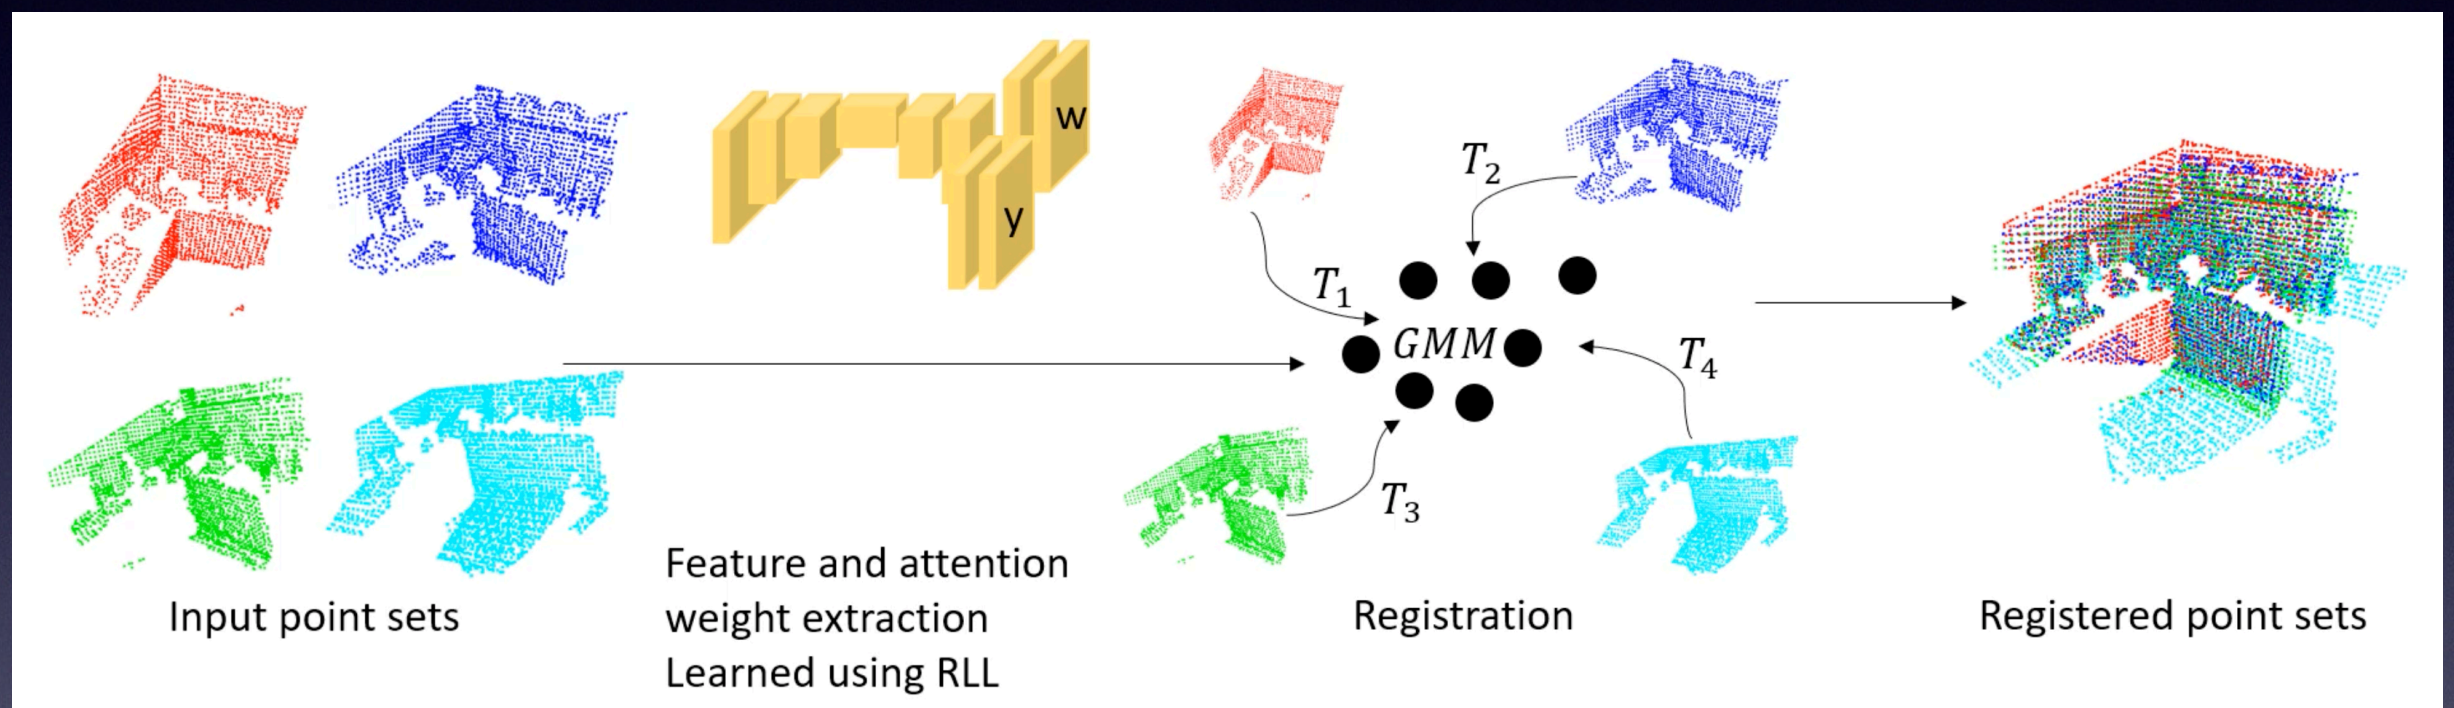 w
y
T1
T2
GMM
T3
T4
Input point sets
Feature and attention
weight extraction
Learned using RLL
Registration
Registered point sets